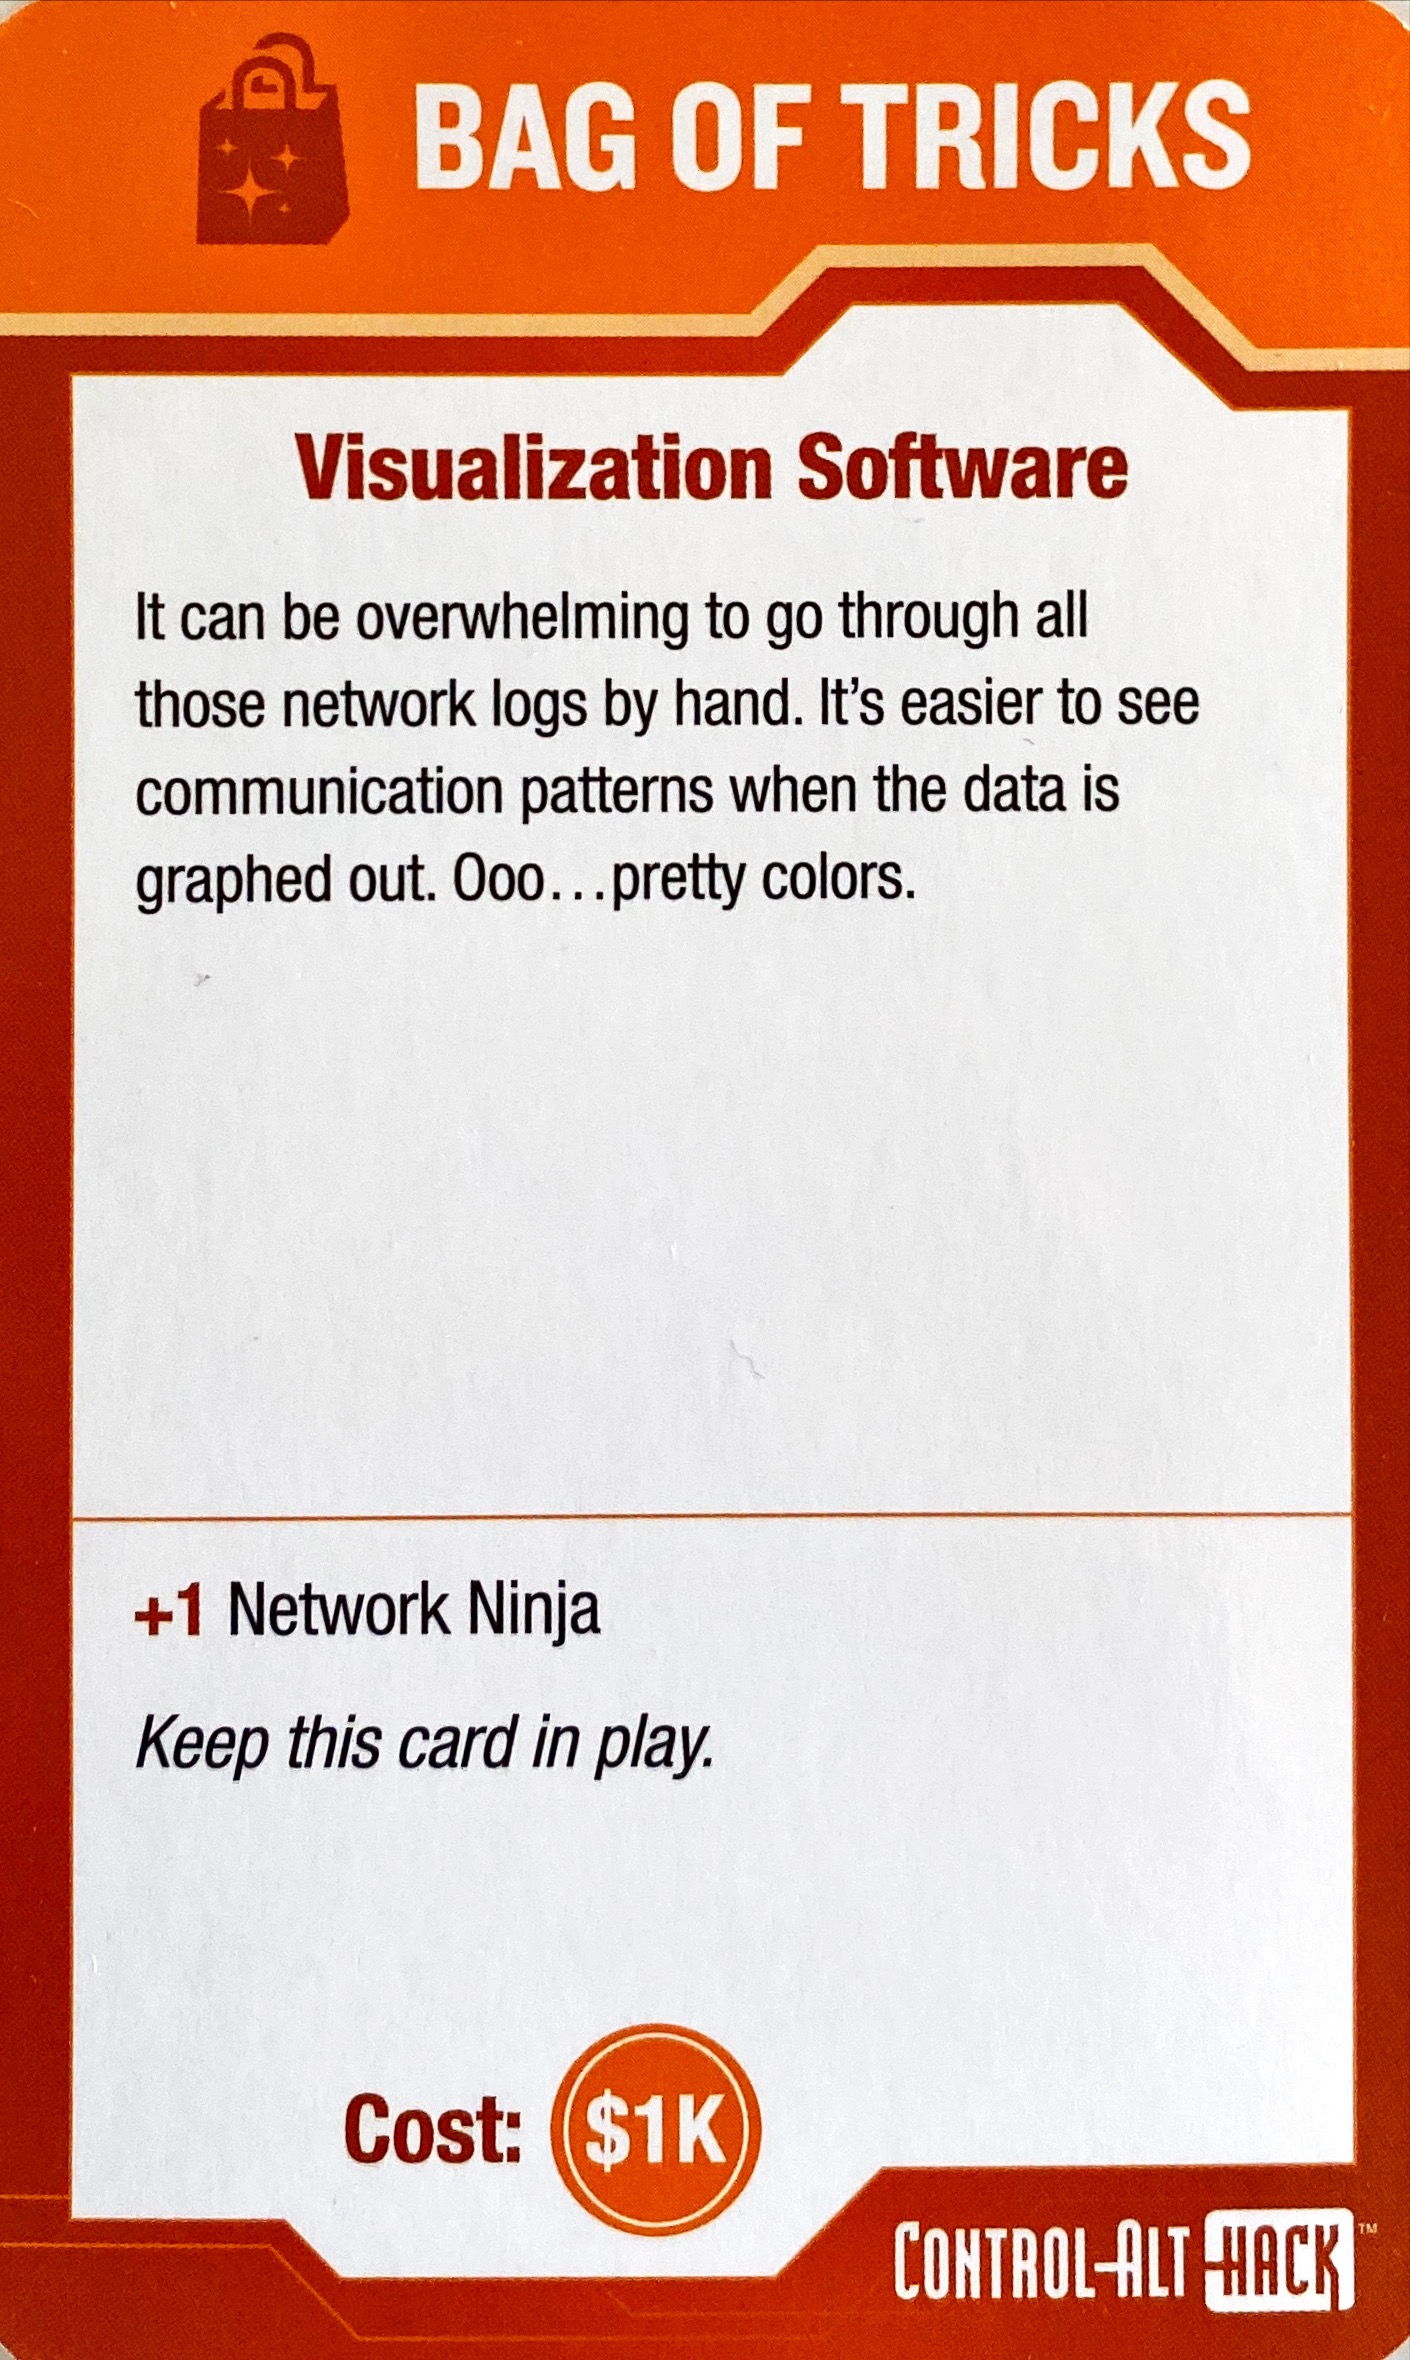 BAG OF TRICKS
Visualization Software
It can be overwhelming to go through all
those network logs by hand. It's easier to see
communication patterns when the data is
graphed out. Ooo...pretty colors.
+1 Network Ninja
Keep this card in play.
Cost: $1K
CONTROL-ALT-HACK™